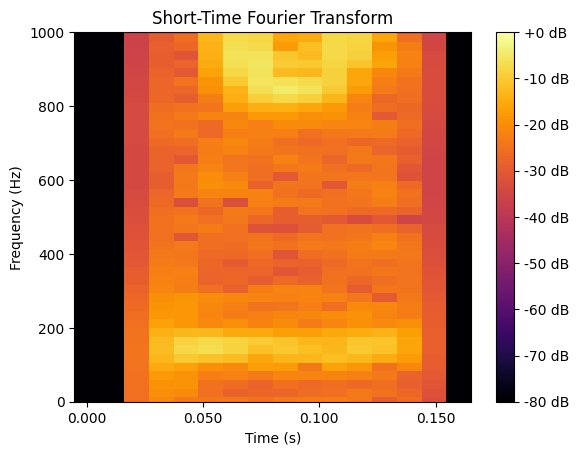 Short-Time Fourier Transform
1000
800
600
400
200
0
Frequency (Hz)
0.000
0.050
0.100
0.150
Time (s)
+0 dB
-10 dB
-20 dB
-30 dB
-40 dB
-50 dB
-60 dB
-70 dB
-80 dB